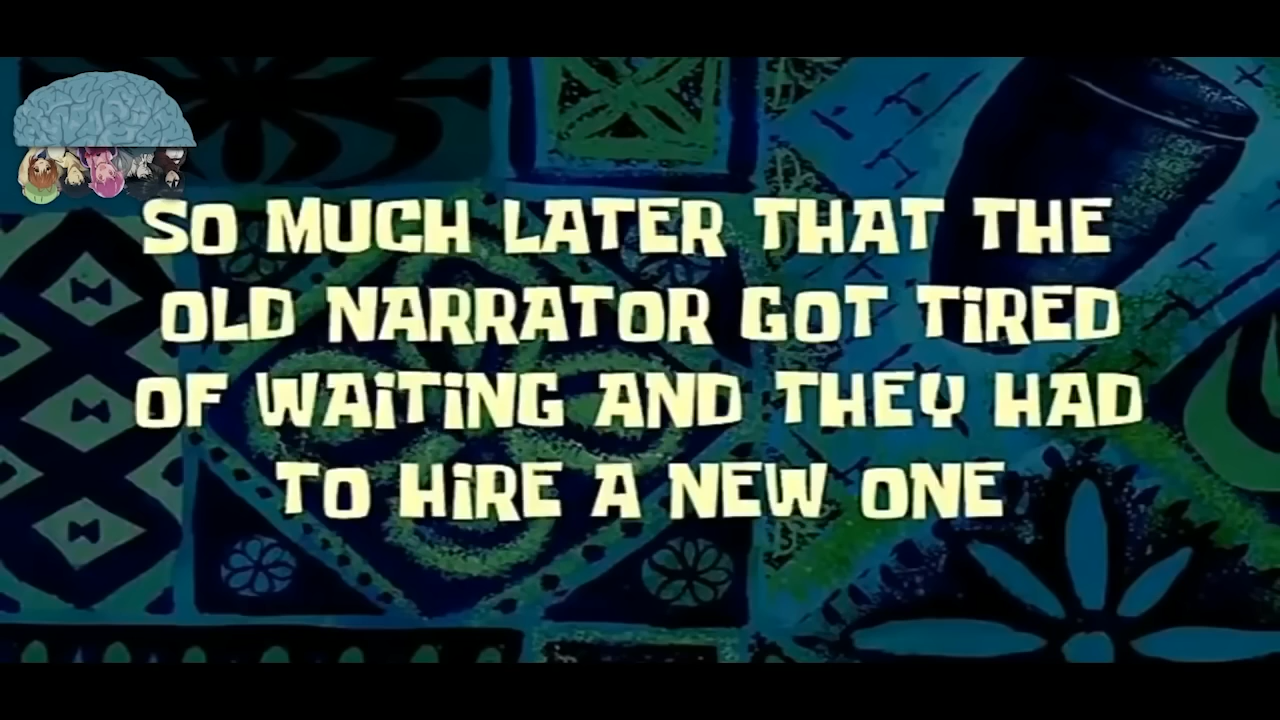 SO MUCH LATER THAT THE
OLD NARRATOR GOT TiRED
OF WAiTiNG AND THEY HAD
TO HiRE A NEW ONE